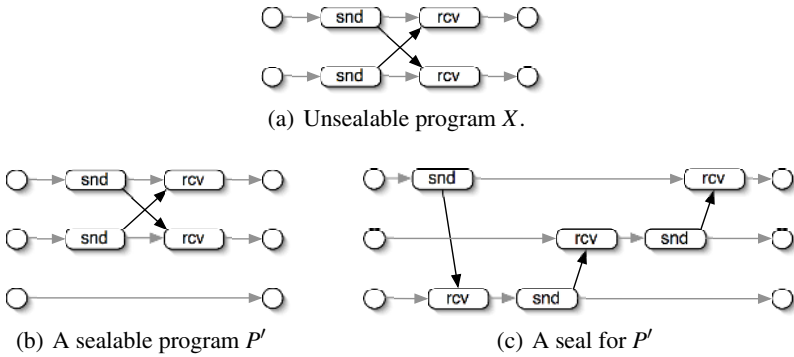 snd rcv
snd rcv
(a) Unsealable program X.
snd rcv
snd rcv
(b) A sealable program P′
snd rcv
rcv snd
rcv snd
(c) A seal for P′